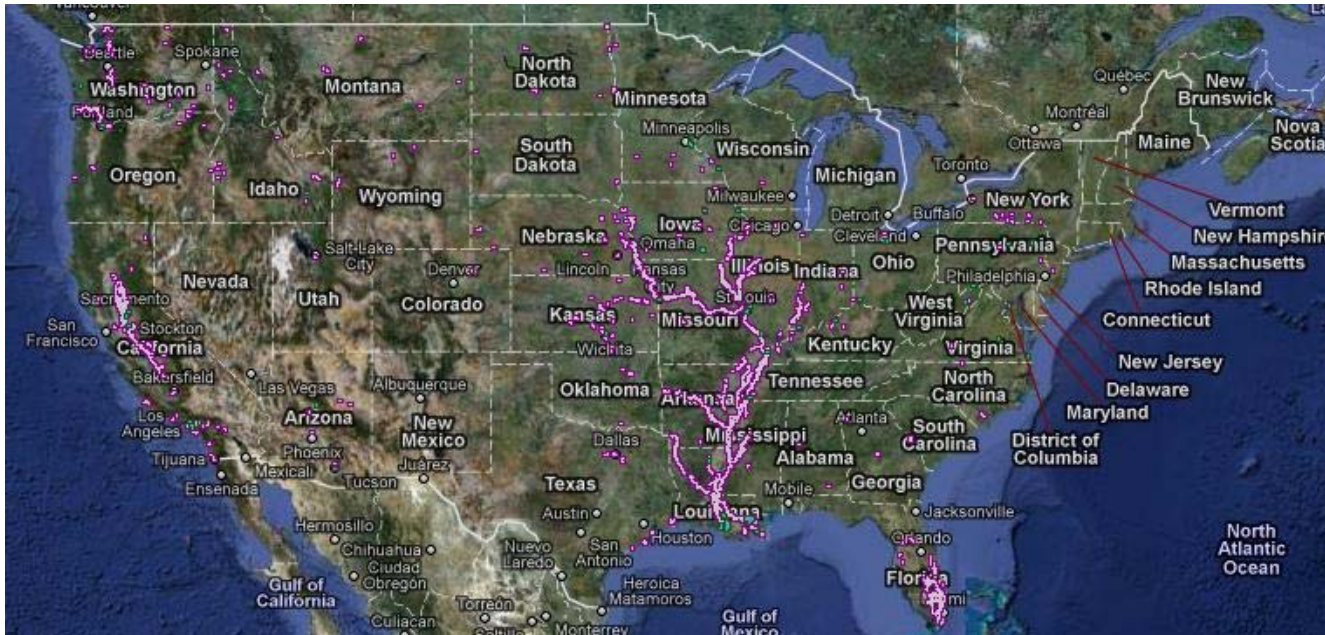 Vancouver
Seattle
Spokane
Washington
Portland
Montana
North
Dakota
Minnesota
Québec
New
Brunswick
Montréal
Ottawa
Maine
Nova
Scotia
Minneapolis
Oregon
Idaho
South
Dakota
Wisconsin
Michigan
Toronto
Wyoming
Milwaukee
Detroit
Buffalo
New York
Vermont
New Hampshire
Iowa
Chicago
Cleveland
Nebraska
Omaha
Pennsylvania
Massachusetts
Salt Lake
City
Denver
Lincoln
Kansas
City
Illinois
Indiana
Ohio
Philadelphia
Rhode Island
Nevada
Utah
Colorado
Sacramento
San
Francisco
Stockton
California
Kansas
St Louis
Missouri
West
Virginia
Connecticut
Wichita
Kentucky
Virginia
New Jersey
Bakersfield
Las Vegas
Albuquerque
Oklahoma
Tennessee
North
Carolina
Delaware
Maryland
Los
Angeles
Arizona
New
Mexico
Arkansas
Atlanta
South
Carolina
Phoenix
Dallas
Mississippi
Alabama
District of
Columbia
Tijuana
Mexicali
Tucson
Juárez
Ensenada
Texas
Georgia
Austin
Louisiana
Mobile
Jacksonville
Hermosillo
Chihuahua
San
Antonio
Houston
Orlando
Ciudad
Obregón
Nuevo
Laredo
North
Atlantic
Ocean
Gulf of
California
Heroica
Matamoros
Florida
Miami
Torreón
Culiacán
Saltillo
Monterrey
Gulf of
Mexico